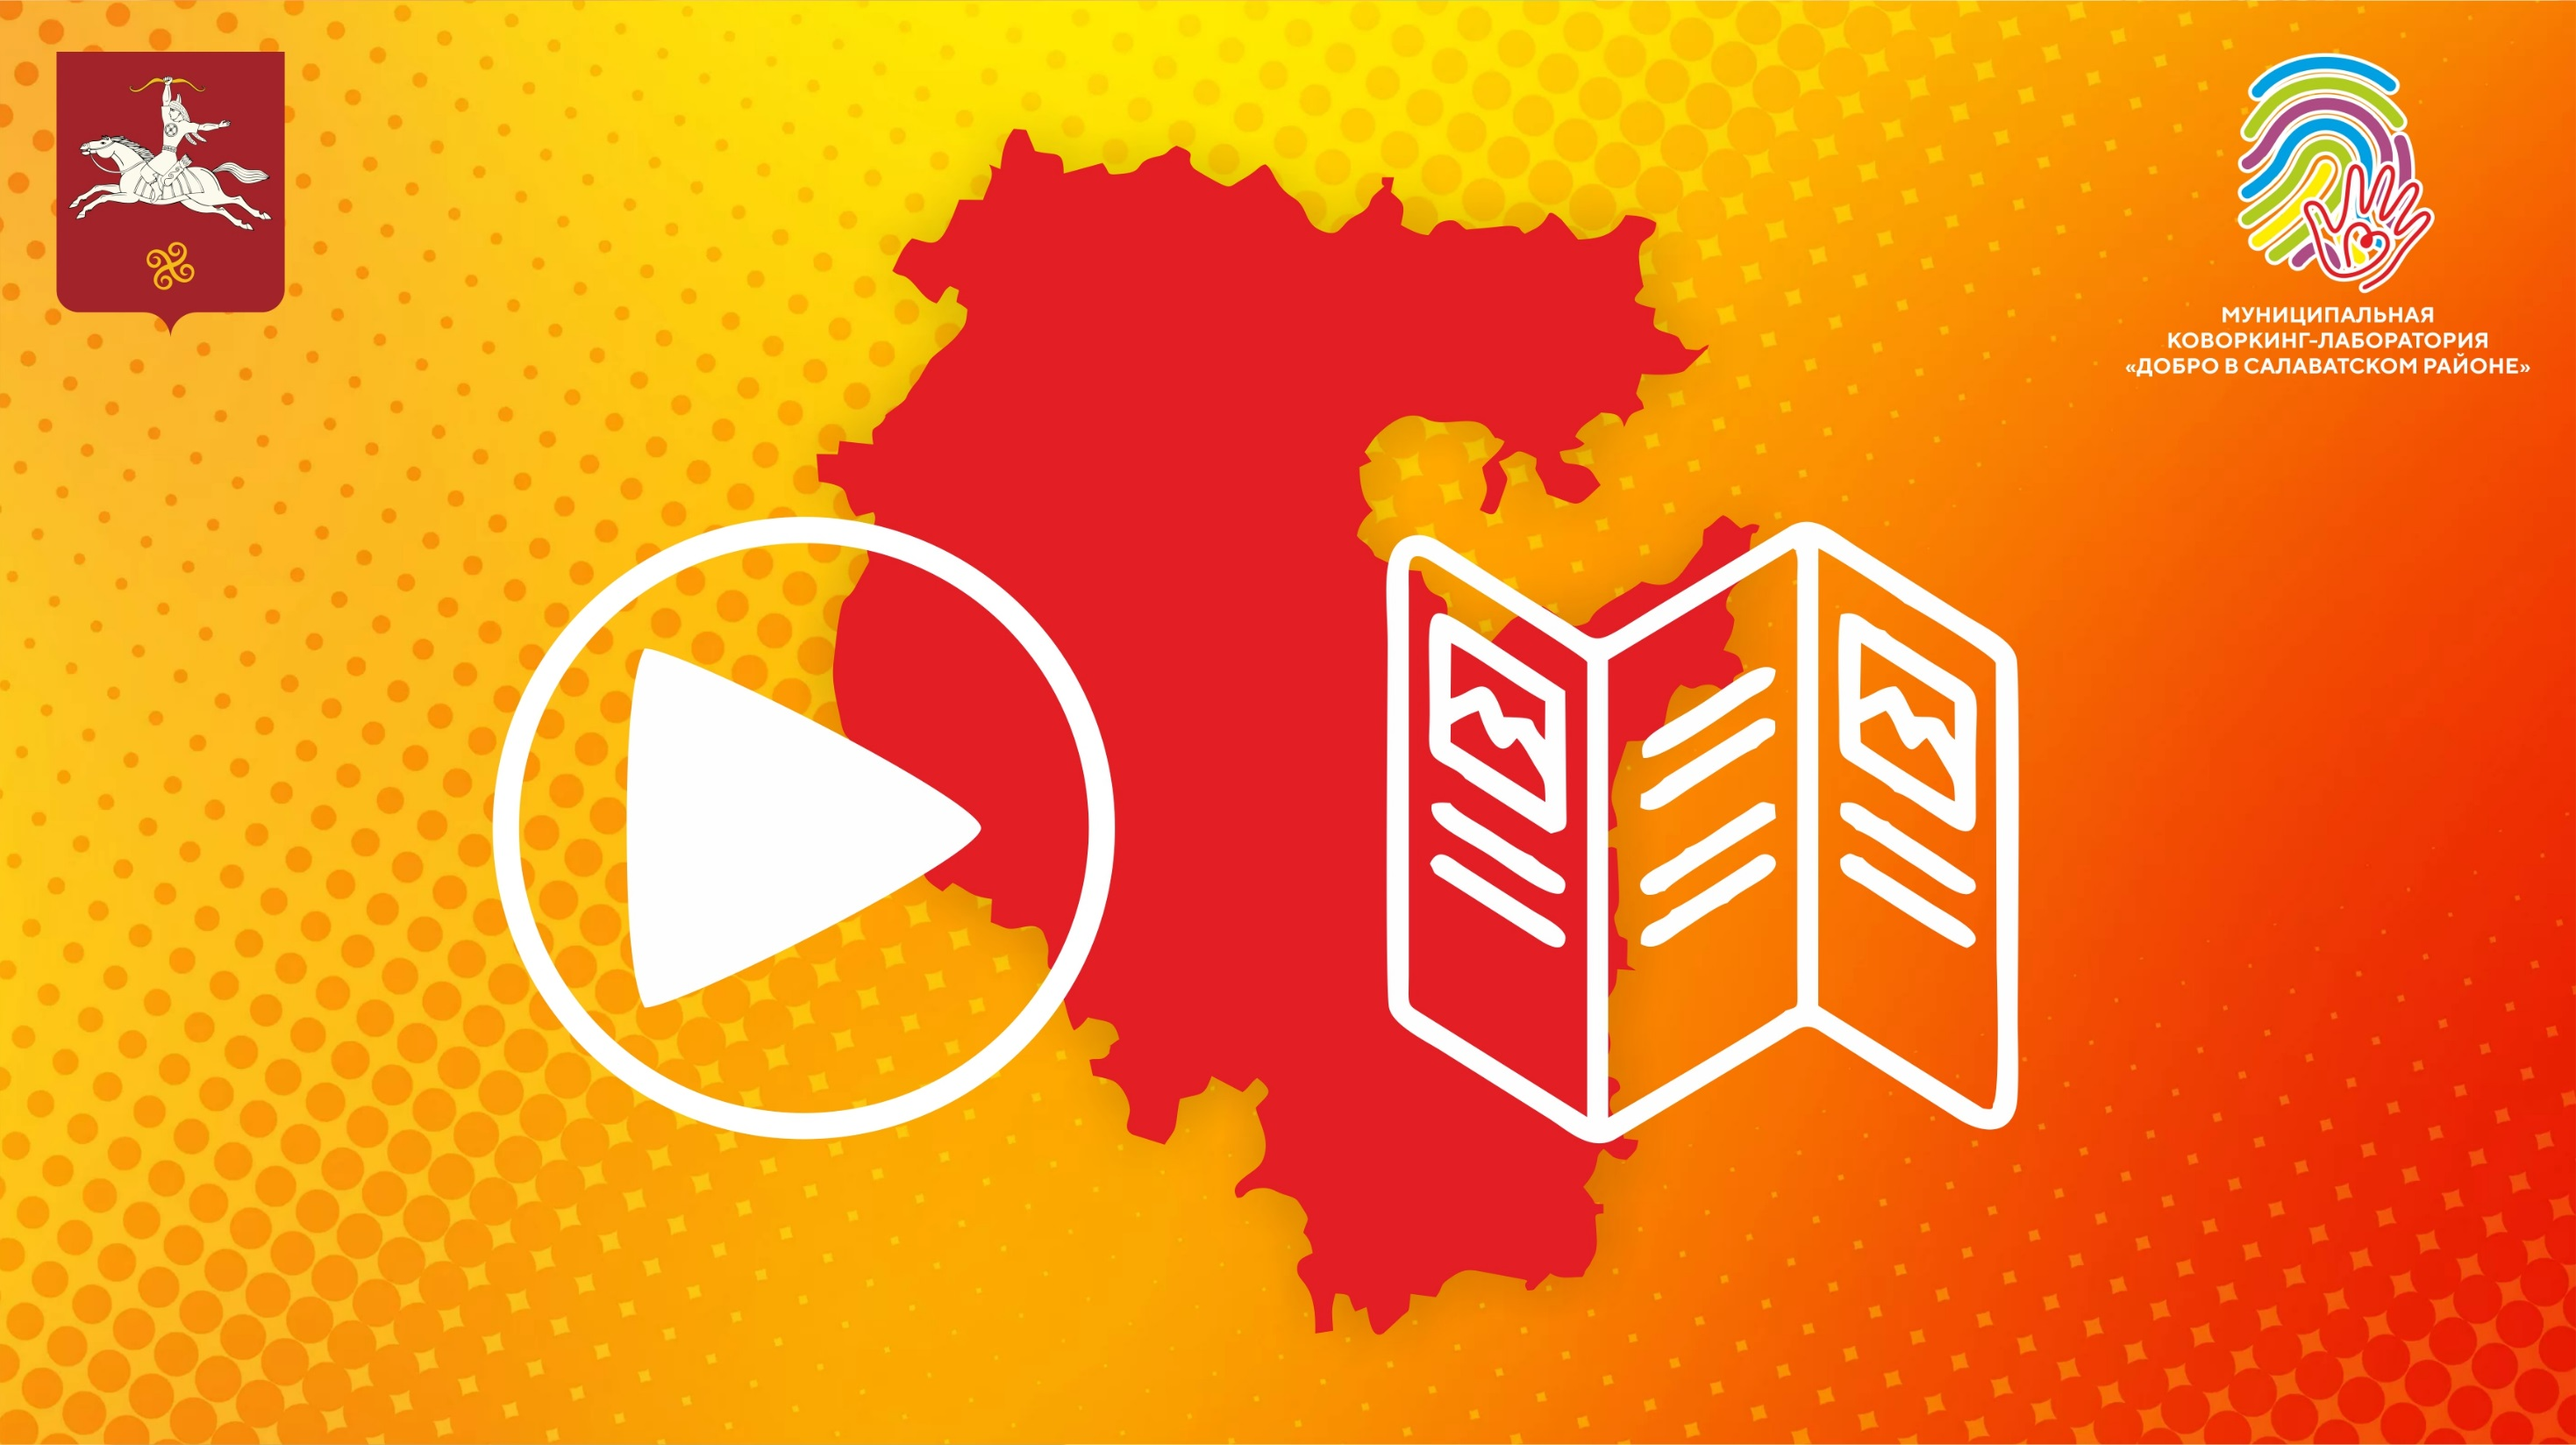 МУНИЦИПАЛЬНАЯ
КОВОРКИНГ-ЛАБОРАТОРИЯ
«ДОБРО В САЛАВАТСКОМ РАЙОНЕ»